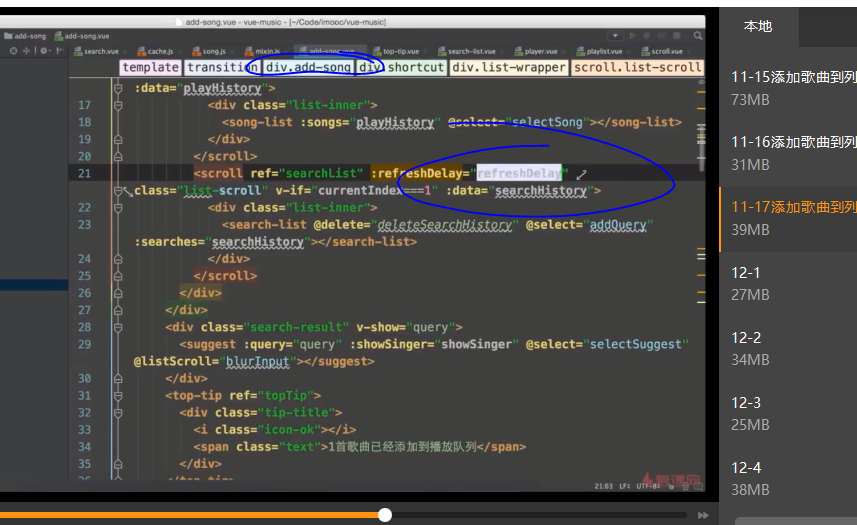 add-song.vue - vue-music - [~/Code/imooc/vue-music]
add-song add-song.vue
search.vue cache.js song.js mixin.js add-song.vue top-tip.vue search-list.vue player.vue playlist.vue scroll.vue
template transition div.add-song div.shortcut div.list-wrapper scroll.list-scroll
:data="playHistory">
17 <div class="list-inner">
18 <song-list :songs="playHistory" @select="selectSong"></song-list>
19 </div>
20 </scroll>
21 <scroll ref="searchList" :refreshDelay="refreshDelay"
class="list-scroll" v-if="currentIndex===1" :data="searchHistory">
22 <div class="list-inner">
23 <search-list @delete="deleteSearchHistory" @select="addQuery"
:searches="searchHistory"></search-list>
24 </div>
25 </scroll>
26 </div>
27 </div>
28 <div class="search-result" v-show="query">
29 <suggest :query="query" :showSinger="showSinger" @select="selectSuggest"
@listScroll="blurInput"></suggest>
30 </div>
31 <top-tip ref="topTip">
32 <div class="tip-title">
33 <i class="icon-ok"></i>
34 <span class="text">1首歌曲已经添加到播放队列</span>
35 </div>
21:63 LF: UTF-8:
慕课网
本地
11-15添加歌曲到列
73MB
11-16添加歌曲到列
31MB
11-17添加歌曲到列
39MB
12-1
27MB
12-2
34MB
12-3
25MB
12-4
38MB